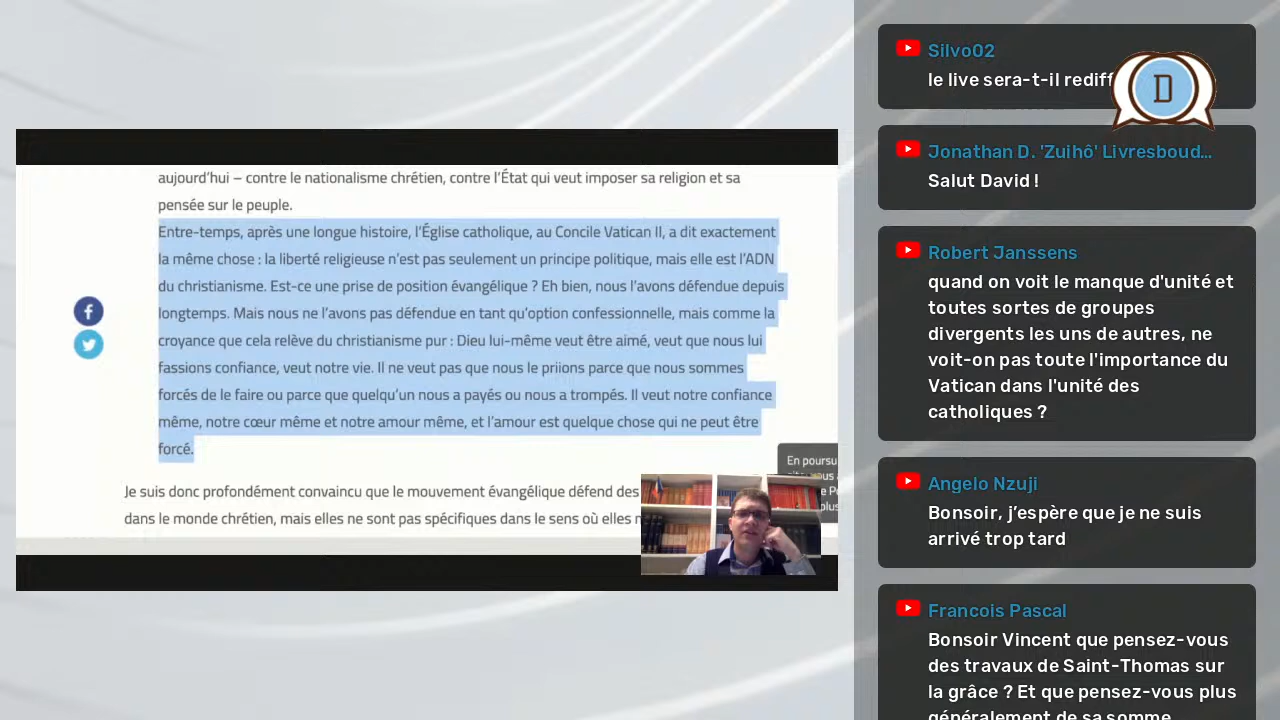 aujourd'hui – contre le nationalisme chrétien, contre l'État qui veut imposer sa religion et sa
pensée sur le peuple.
Entre-temps, après une longue histoire, l'Église catholique, au Concile Vatican II, a dit exactement
la même chose : la liberté religieuse n'est pas seulement un principe politique, mais elle est l'ADN
du christianisme. Est-ce une prise de position évangélique ? Eh bien, nous l'avons défendue depuis
longtemps. Mais nous ne l'avons pas défendue en tant qu'option confessionnelle, mais comme la
croyance que cela relève du christianisme pur : Dieu lui-même veut être aimé, veut que nous lui
fassions confiance, veut notre vie. Il ne veut pas que nous le priions parce que nous sommes
forcés de le faire ou parce que quelqu'un nous a payés ou nous a trompés. Il veut notre confiance
même, notre cœur même et notre amour même, et l'amour est quelque chose qui ne peut être
forcé.
En poursu
Je suis donc profondément convaincu que le mouvement évangélique défend des
dans le monde chrétien, mais elles ne sont pas spécifiques dans le sens où elles
Silvo02
le live sera-t-il rediff
D
Jonathan D. 'Zuihô' Livresboud...
Salut David !
Robert Janssens
quand on voit le manque d'unité et
toutes sortes de groupes
divergents les uns de autres, ne
voit-on pas toute l'importance du
Vatican dans l'unité des
catholiques ?
Angelo Nzuji
Bonsoir, j'espère que je ne suis
arrivé trop tard
Francois Pascal
Bonsoir Vincent que pensez-vous
des travaux de Saint-Thomas sur
la grâce ? Et que pensez-vous plus
généralement de sa somme